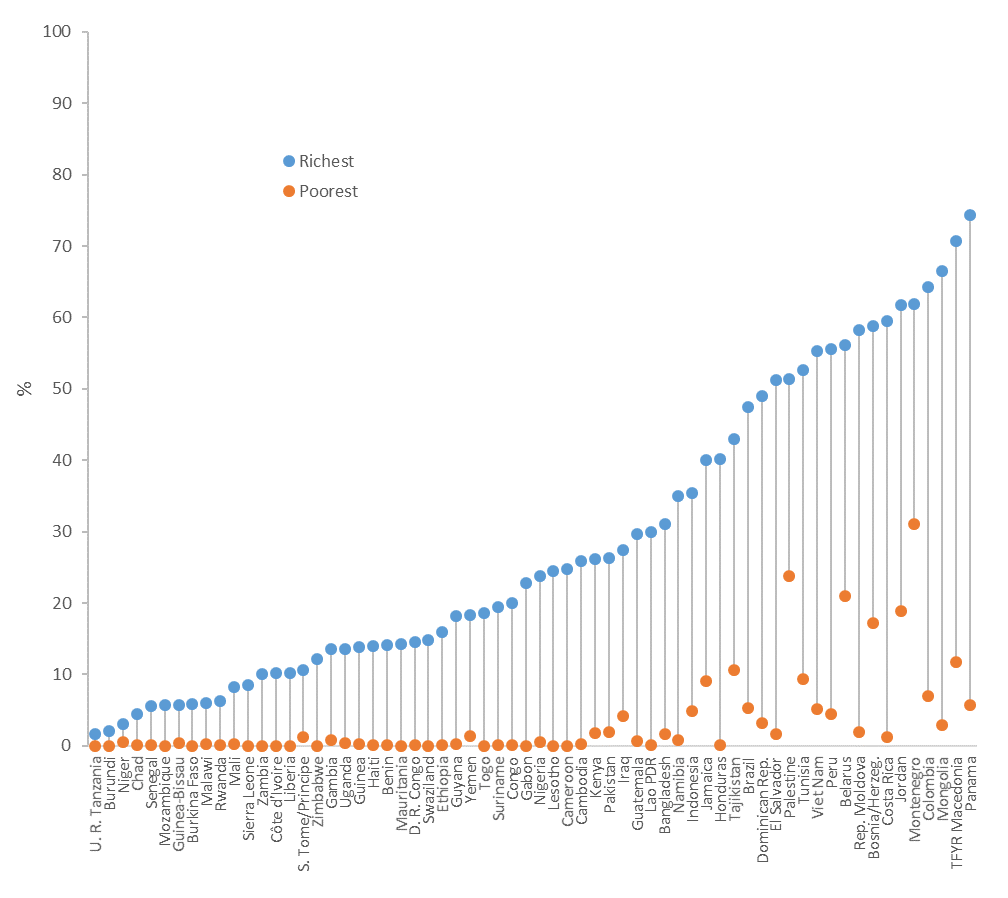 100
90
80
70
60
50
40
30
20
10
0
%
Richest
Poorest
U. R. Tanzania
Burundi
Niger
Chad
Senegal
Mozambique
Guinea-Bissau
Burkina Faso
Malawi
Rwanda
Mali
Sierra Leone
Zambia
Côte d'Ivoire
Liberia
S. Tome/Principe
Zimbabwe
Gambia
Uganda
Guinea
Haiti
Benin
Mauritania
D. R. Congo
Swaziland
Ethiopia
Guyana
Yemen
Togo
Suriname
Congo
Gabon
Nigeria
Lesotho
Cameroon
Cambodia
Kenya
Pakistan
Iraq
Guatemala
Lao PDR
Bangladesh
Namibia
Indonesia
Jamaica
Honduras
Tajikistan
Brazil
Dominican Rep.
El Salvador
Palestine
Tunisia
Viet Nam
Peru
Belarus
Rep. Moldova
Bosnia/Herzeg.
Costa Rica
Jordan
Montenegro
Colombia
Mongolia
TFYR Macedonia
Panama